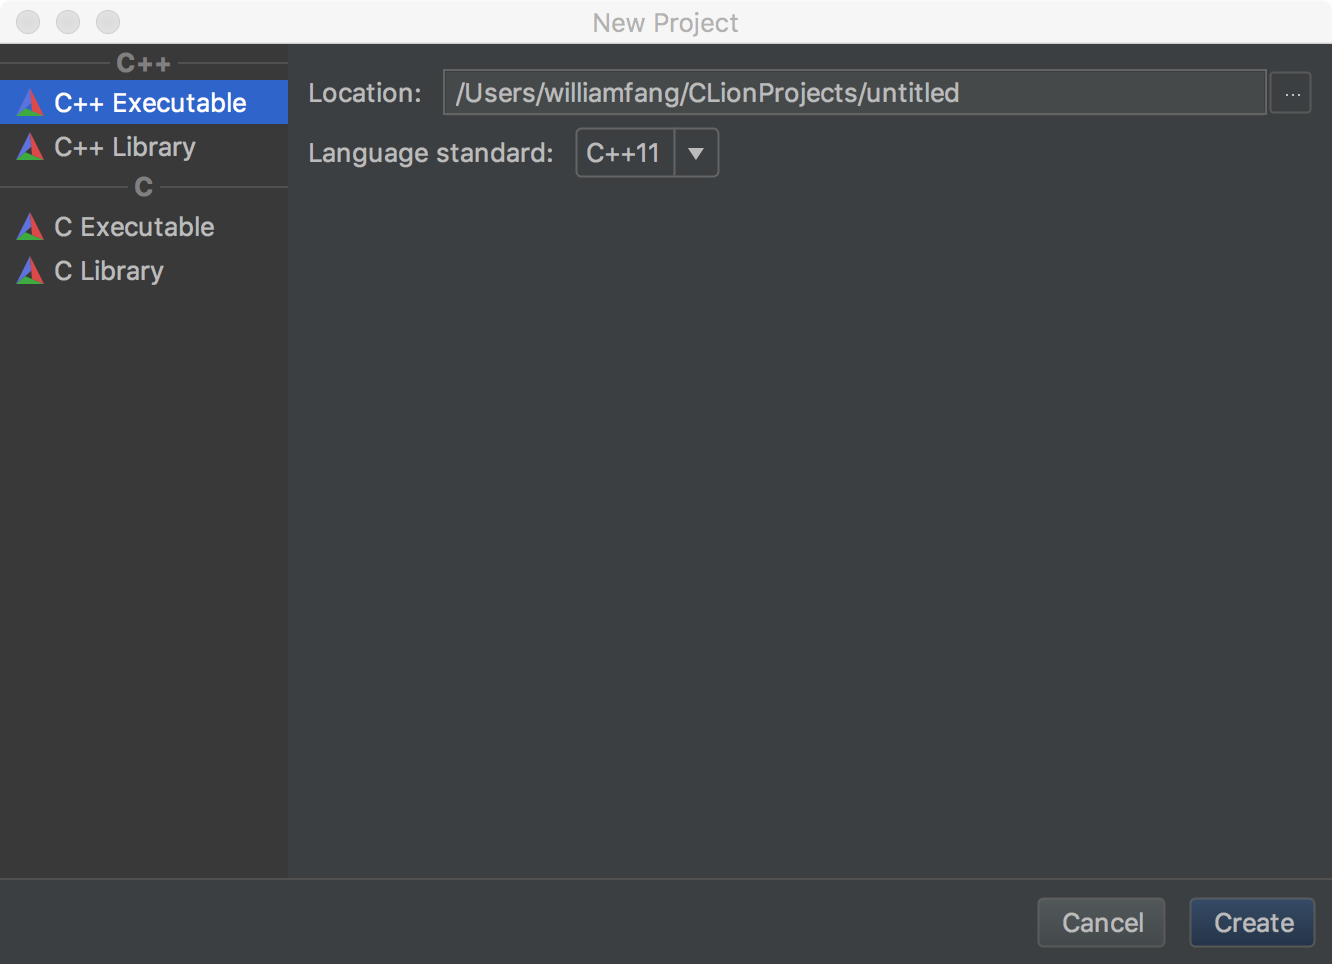 New Project
C++
C++ Executable
C++ Library
C
C Executable
C Library
Location: /Users/williamfang/CLionProjects/untitled ...
Language standard: C++11
Cancel Create